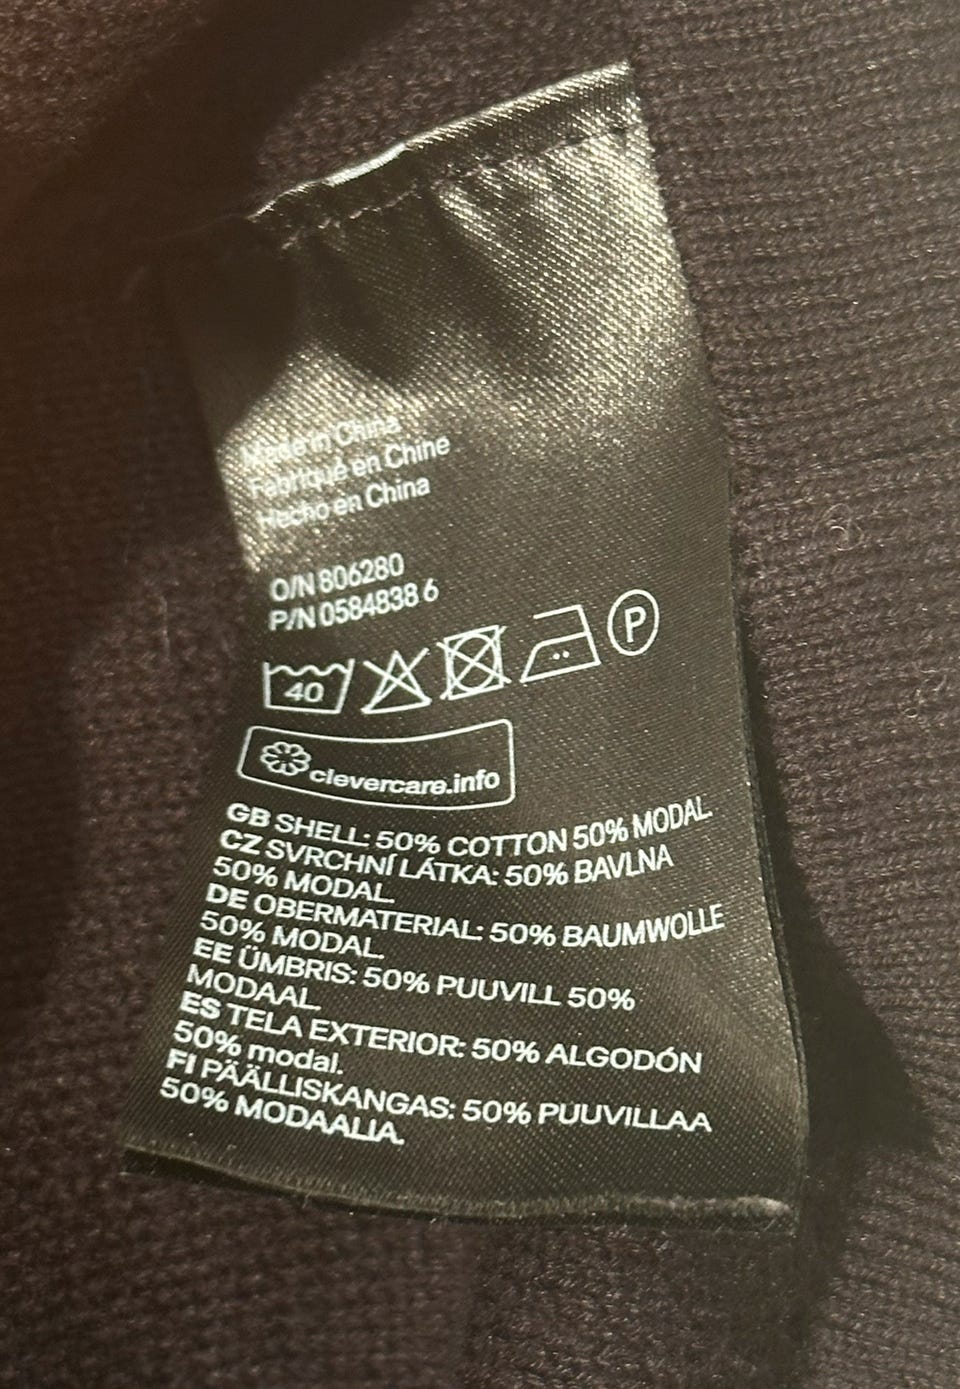 Made in China
Fabriqué en Chine
Hecho en China
O/N 806280
P/N 0584838 6
40
P
clevercare.info
GB SHELL: 50% COTTON 50% MODAL.
CZ SVRCHNÍ LÁTKA: 50% BAVLNA
50% MODAL.
DE OBERMATERIAL: 50% BAUMWOLLE
50% MODAL.
EE ÜMBRIS: 50% PUUVILL 50%
MODAAL.
ES TELA EXTERIOR: 50% ALGODÓN
50% modal.
FI PÄÄLLISKANGAS: 50% PUUVILLAA
50% MODAALIA.